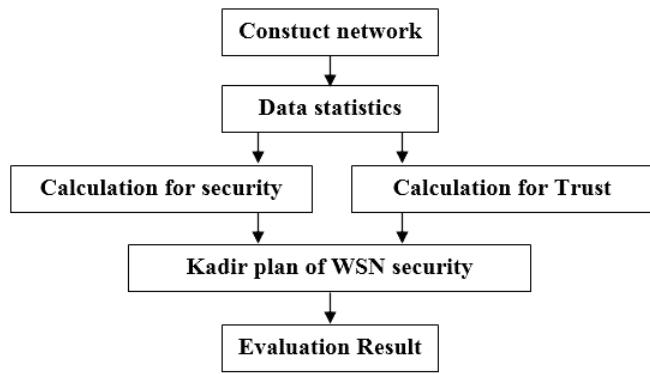 Constuct network
Data statistics
Calculation for security
Calculation for Trust
Kadir plan of WSN security
Evaluation Result